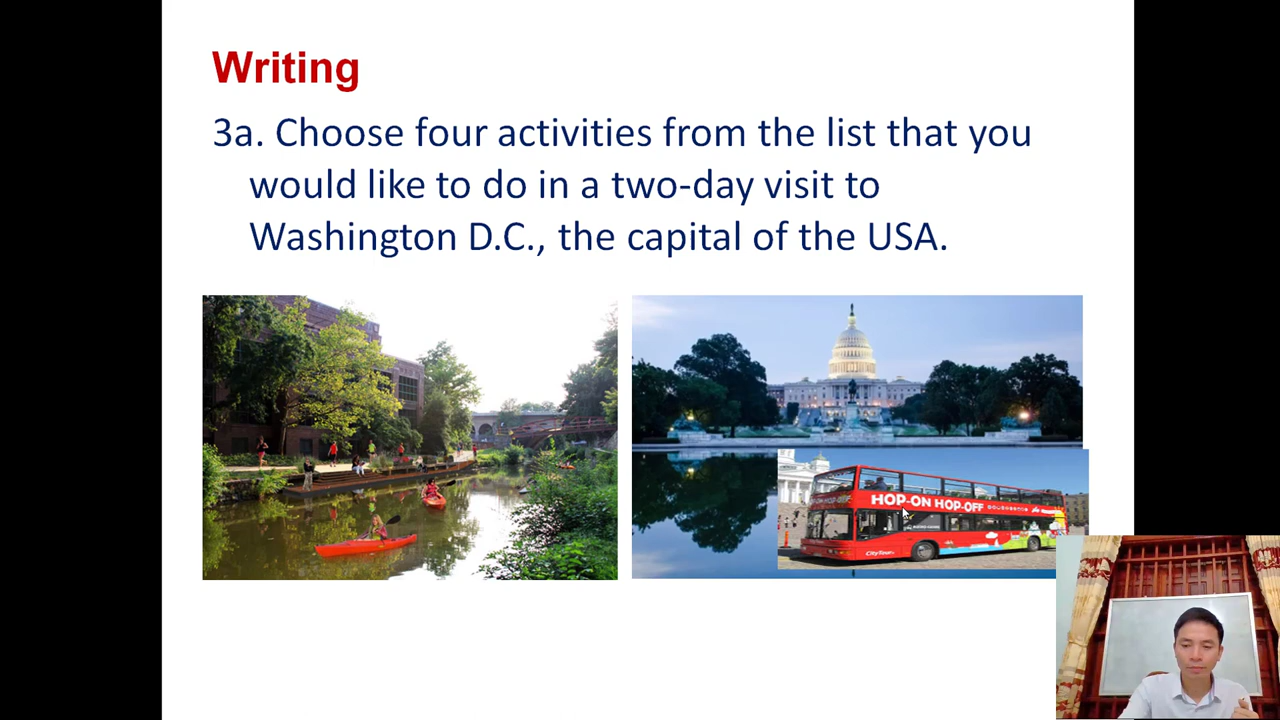 Writing
3a. Choose four activities from the list that you
would like to do in a two-day visit to
Washington D.C., the capital of the USA.
HOP-ON HOP-OFF
CityTour